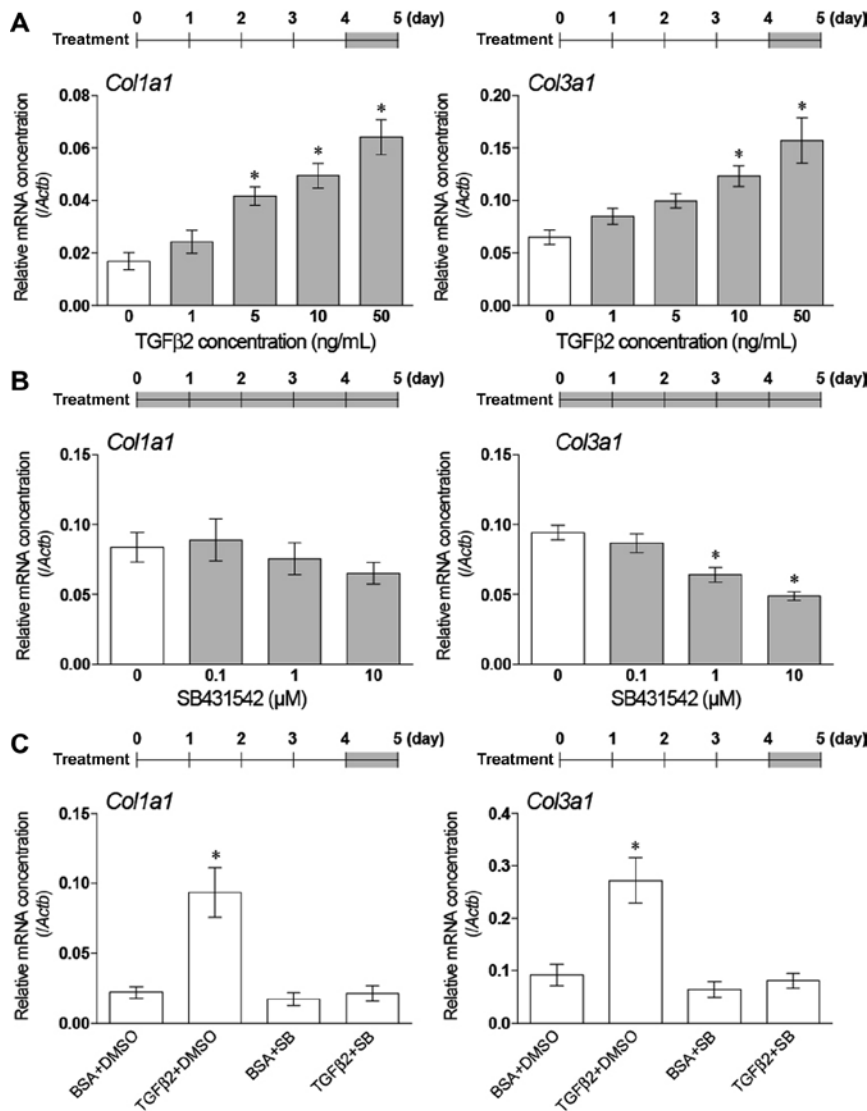 A
0 1 2 3 4 5 (day)
Treatment
0 1 2 3 4 5 (day)
Treatment
Col1a1
Relative mRNA concentration
(/Actb)
0.08
0.06
0.04
0.02
0.00
* * *
0 1 5 10 50
TGFβ2 concentration (ng/mL)
Col3a1
Relative mRNA concentration
(/Actb)
0.20
0.15
0.10
0.05
0.00
* *
0 1 5 10 50
TGFβ2 concentration (ng/mL)
B
0 1 2 3 4 5 (day)
Treatment
0 1 2 3 4 5 (day)
Treatment
Col1a1
Relative mRNA concentration
(/Actb)
0.15
0.10
0.05
0.00
0 0.1 1 10
SB431542 (µM)
Col3a1
Relative mRNA concentration
(/Actb)
0.15
0.10
0.05
0.00
* *
0 0.1 1 10
SB431542 (µM)
C
0 1 2 3 4 5 (day)
Treatment
0 1 2 3 4 5 (day)
Treatment
Col1a1
Relative mRNA concentration
(/Actb)
0.15
0.10
0.05
0.00
*
BSA+DMSO
TGFβ2+DMSO
BSA+SB
TGFβ2+SB
Col3a1
Relative mRNA concentration
(/Actb)
0.4
0.3
0.2
0.1
0.0
*
BSA+DMSO
TGFβ2+DMSO
BSA+SB
TGFβ2+SB